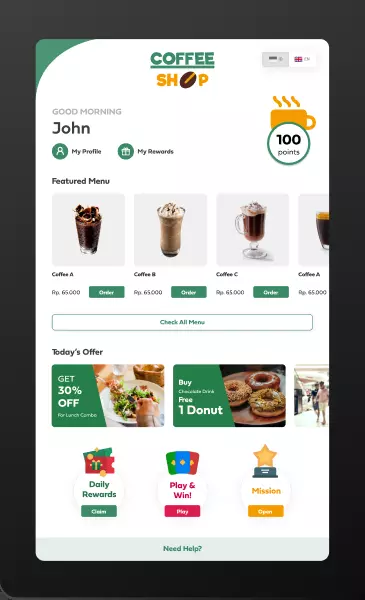 COFFEE
SHOP
EN
GOOD MORNING
John
My Profile
My Rewards
100
points
Featured Menu
Coffee A
Coffee B
Coffee C
Coffee A
Rp. 65.000
Order
Rp. 65.000
Order
Rp. 65.000
Order
Rp. 65.000
Check All Menu
Today's Offer
GET
30%
OFF
For Lunch Combo
Buy
Chocolate Drink
Free
1 Donut
Daily
Rewards
Claim
Play &
Win!
Play
Mission
Open
Need Help?